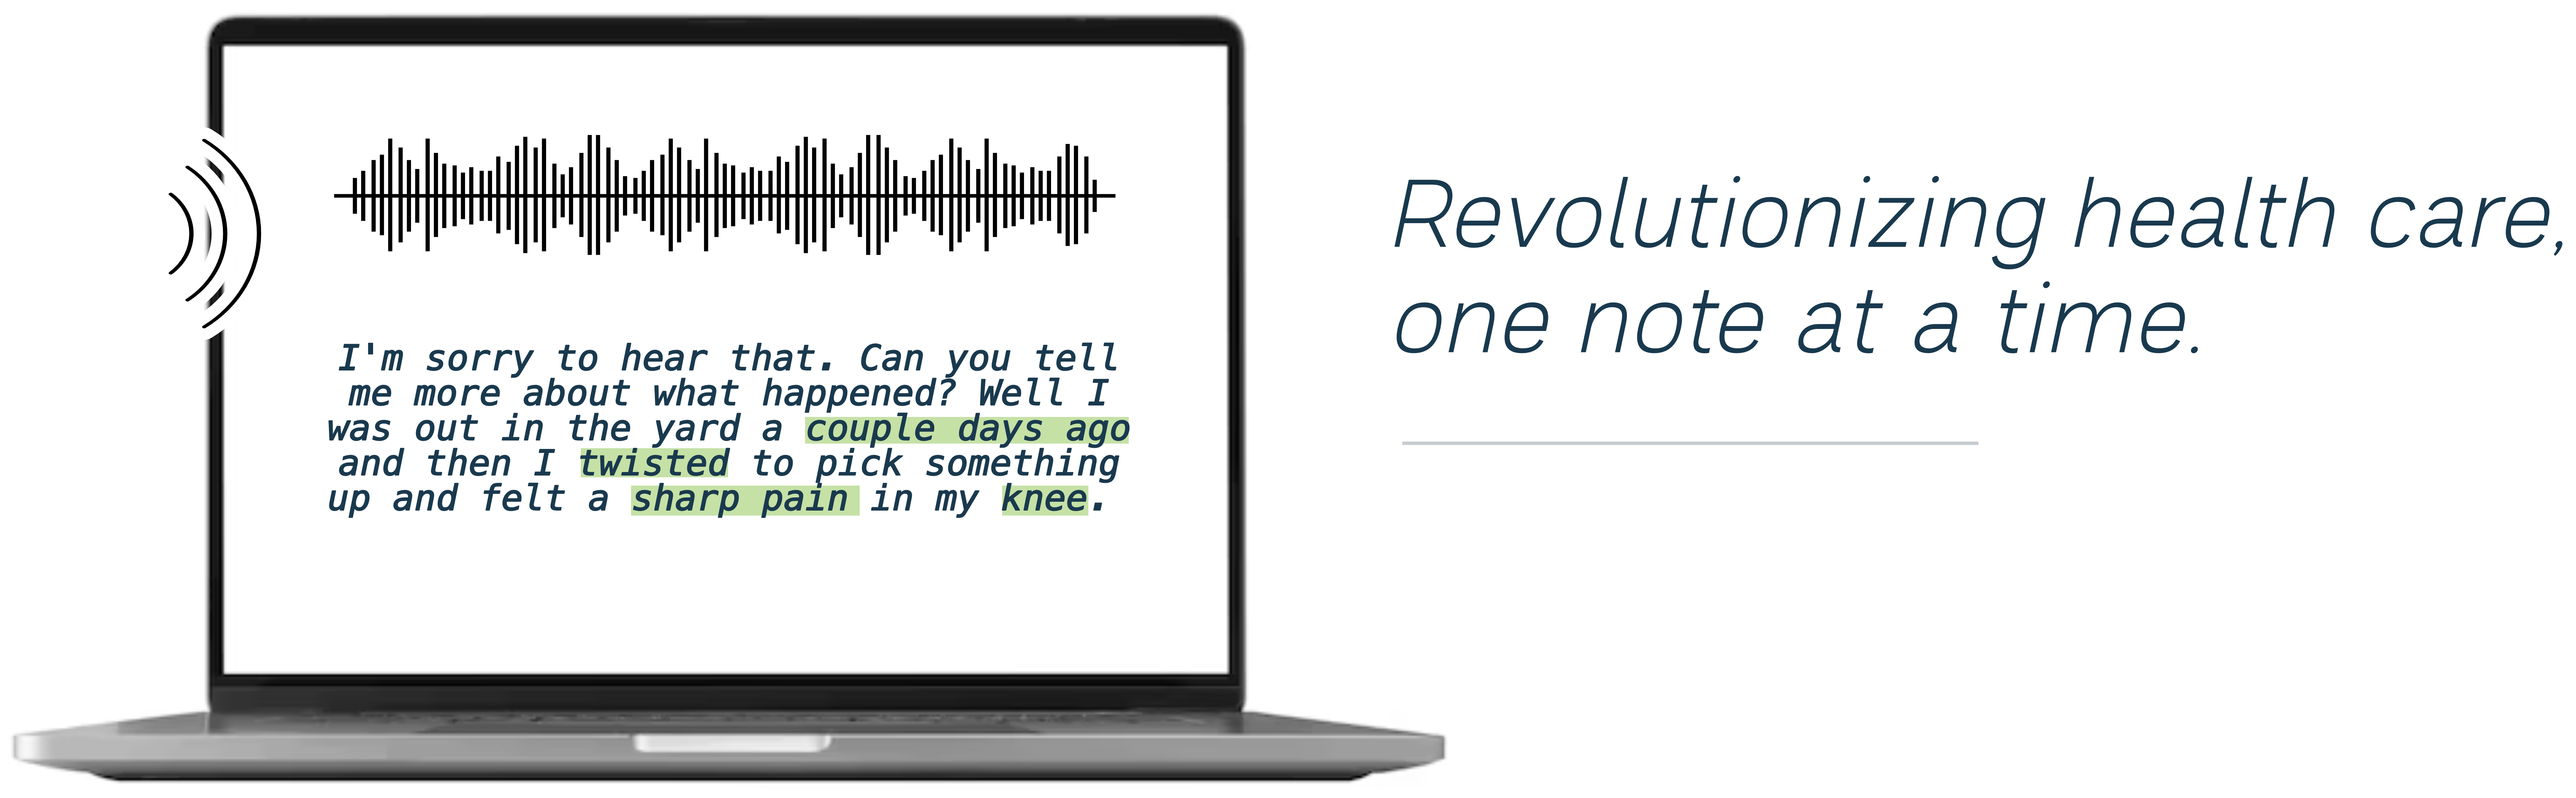 I'm sorry to hear that. Can you tell
me more about what happened? Well I
was out in the yard a couple days ago
and then I twisted to pick something
up and felt a sharp pain in my knee.
Revolutionizing health care,
one note at a time.